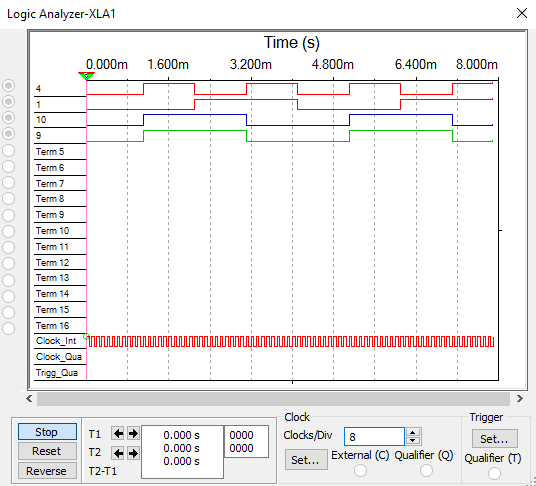 Logic Analyzer-XLA1
Time (s)
0.000m 1.600m 3.200m 4.800m 6.400m 8.000m
4
1
10
9
Term 5
Term 6
Term 7
Term 8
Term 9
Term 10
Term 11
Term 12
Term 13
Term 14
Term 15
Term 16
Clock_Int
Clock_Qua
Trigg_Qua
Stop
Reset
Reverse
T1
T2
T2-T1
0.000 s 0000
0.000 s 0000
0.000 s
Clock
Clocks/Div 8
Set... External (C) Qualifier (Q)
Trigger
Set...
Qualifier (T)